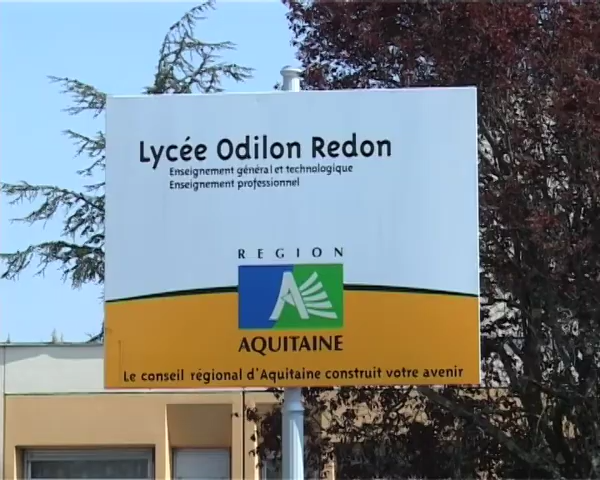 Lycée Odilon Redon
Enseignement général et technologique
Enseignement professionnel
REGION
AQUITAINE
Le conseil régional d'Aquitaine construit votre avenir